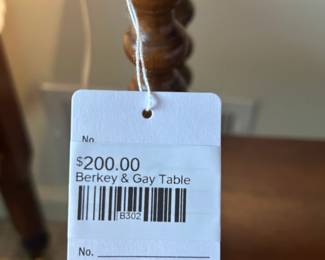 No.
$200.00
Berkey & Gay Table
B302
No.